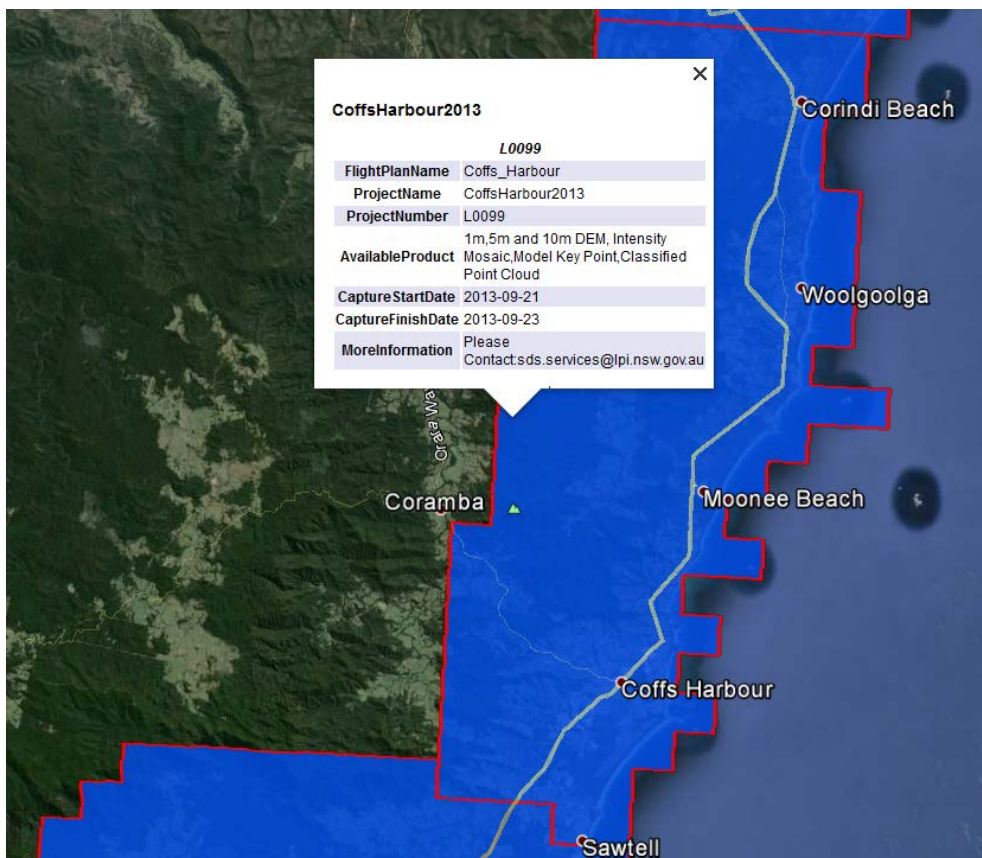 CoffsHarbour2013
L0099
FlightPlanName Coffs_Harbour
ProjectName CoffsHarbour2013
ProjectNumber L0099
AvailableProduct 1m,5m and 10m DEM, Intensity
Mosaic,Model Key Point,Classified
Point Cloud
CaptureStartDate 2013-09-21
CaptureFinishDate 2013-09-23
MoreInformation Please
Contact:sds.services@lpi.nsw.gov.au
Corindi Beach
Woolgoolga
Coramba
Moonee Beach
Coffs Harbour
Sawtell